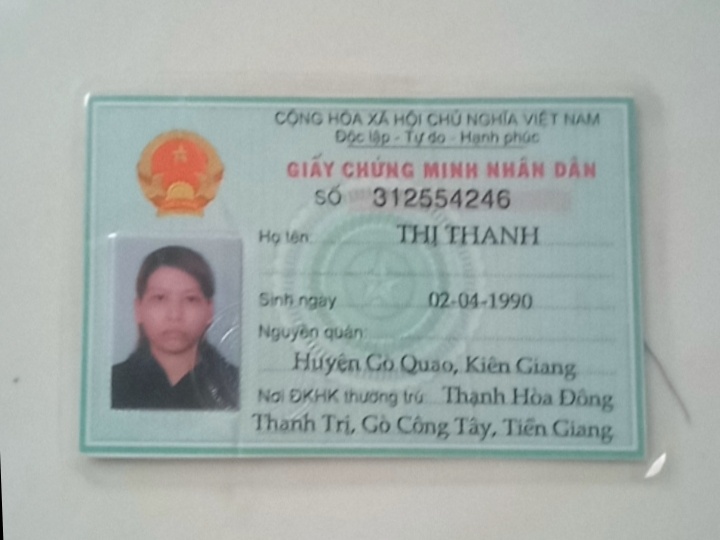 CỘNG HÒA XÃ HỘI CHỦ NGHĨA VIỆT NAM
Độc lập - Tự do - Hạnh phúc
GIẤY CHỨNG MINH NHÂN DÂN
SỐ 312554246
Họ tên: THỊ THANH
Sinh ngày 02-04-1990
Nguyên quán:
Huyện Gò Quao, Kiên Giang
Nơi ĐKHK thường trú: Thạnh Hòa Đông
Thanh Trị, Gò Công Tây, Tiền Giang